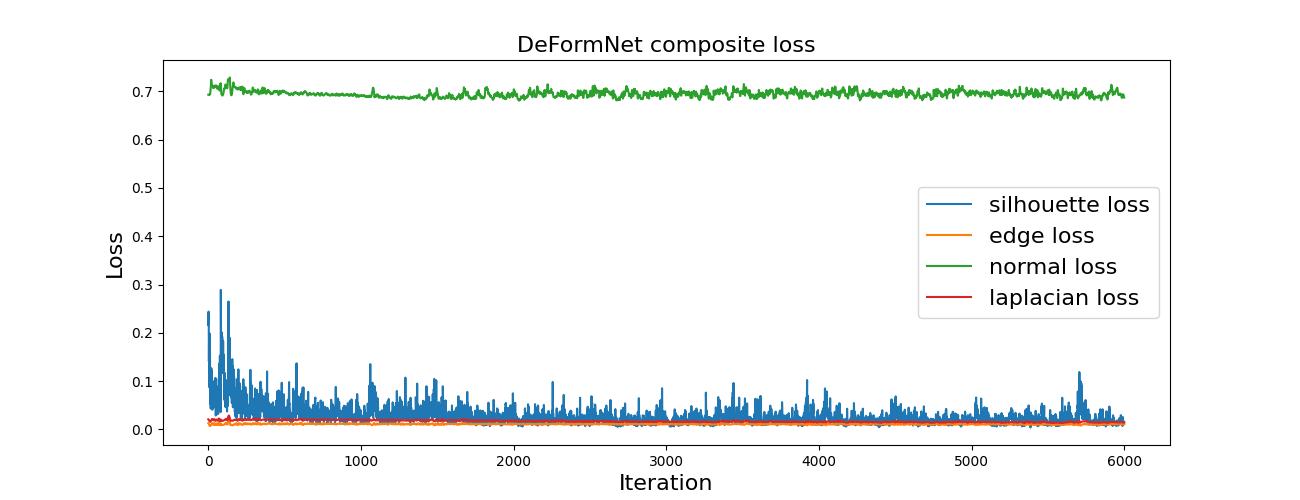 DeFormNet composite loss
0.7
0.6
0.5
0.4
0.3
0.2
0.1
0.0
Loss
silhouette loss
edge loss
normal loss
laplacian loss
0 1000 2000 3000 4000 5000 6000
Iteration